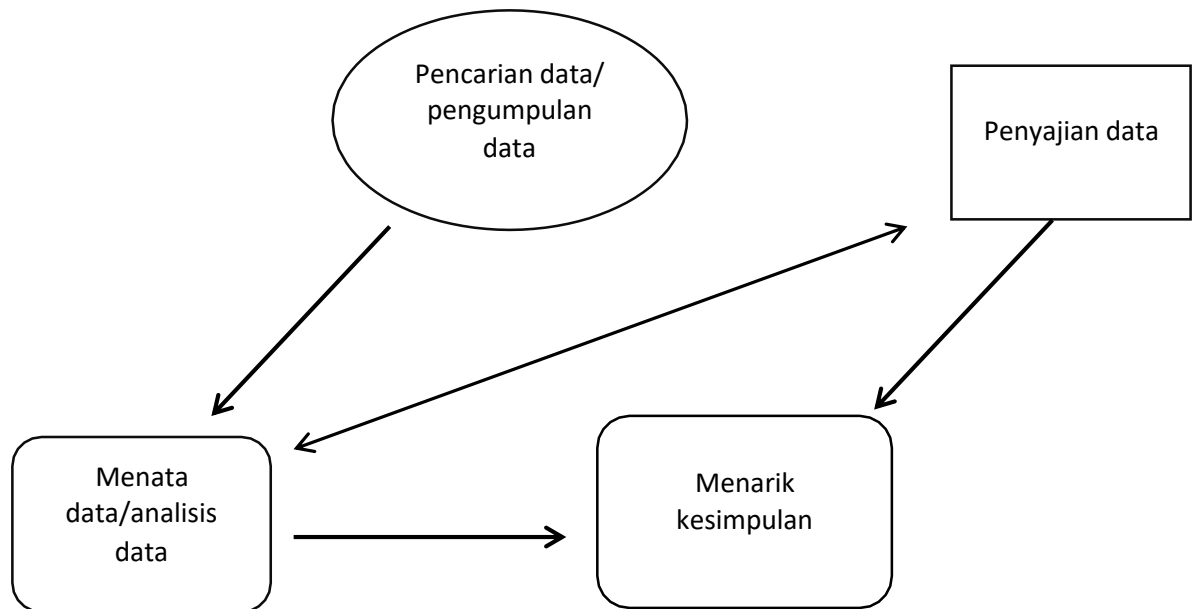 Pencarian data/
pengumpulan
data
Penyajian data
Menata
data/analisis
data
Menarik
kesimpulan